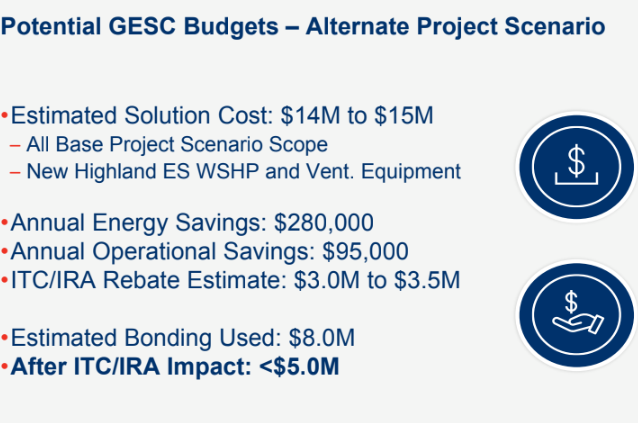 Potential GESC Budgets – Alternate Project Scenario
•Estimated Solution Cost: $14M to $15M
– All Base Project Scenario Scope
– New Highland ES WSHP and Vent. Equipment
•Annual Energy Savings: $280,000
•Annual Operational Savings: $95,000
•ITC/IRA Rebate Estimate: $3.0M to $3.5M
•Estimated Bonding Used: $8.0M
•After ITC/IRA Impact: <$5.0M
$
$